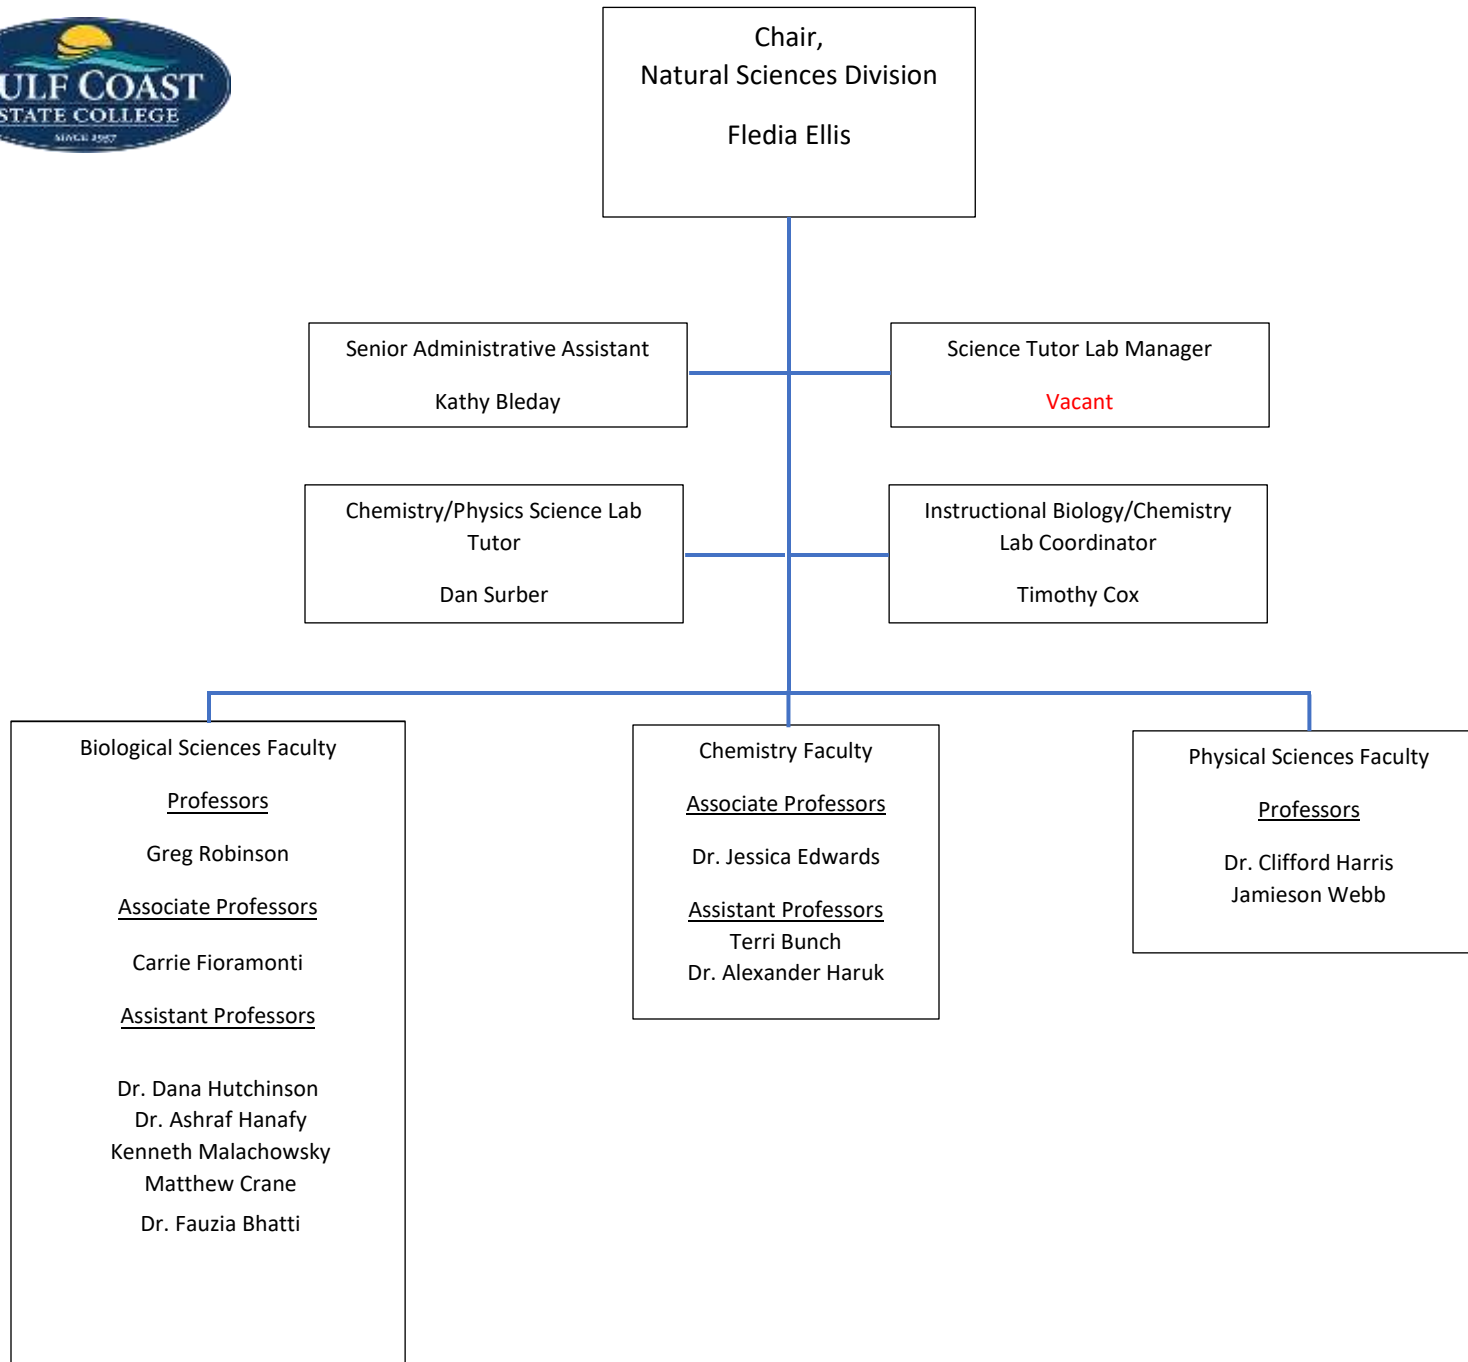 ULF COAST
STATE COLLEGE
SINCE 1957
Chair,
Natural Sciences Division
Fledia Ellis
Senior Administrative Assistant
Kathy Bleday
Science Tutor Lab Manager
Vacant
Chemistry/Physics Science Lab
Tutor
Dan Surber
Instructional Biology/Chemistry
Lab Coordinator
Timothy Cox
Biological Sciences Faculty
Professors
Greg Robinson
Associate Professors
Carrie Fioramonti
Assistant Professors
Dr. Dana Hutchinson
Dr. Ashraf Hanafy
Kenneth Malachowsky
Matthew Crane
Dr. Fauzia Bhatti
Chemistry Faculty
Associate Professors
Dr. Jessica Edwards
Assistant Professors
Terri Bunch
Dr. Alexander Haruk
Physical Sciences Faculty
Professors
Dr. Clifford Harris
Jamieson Webb